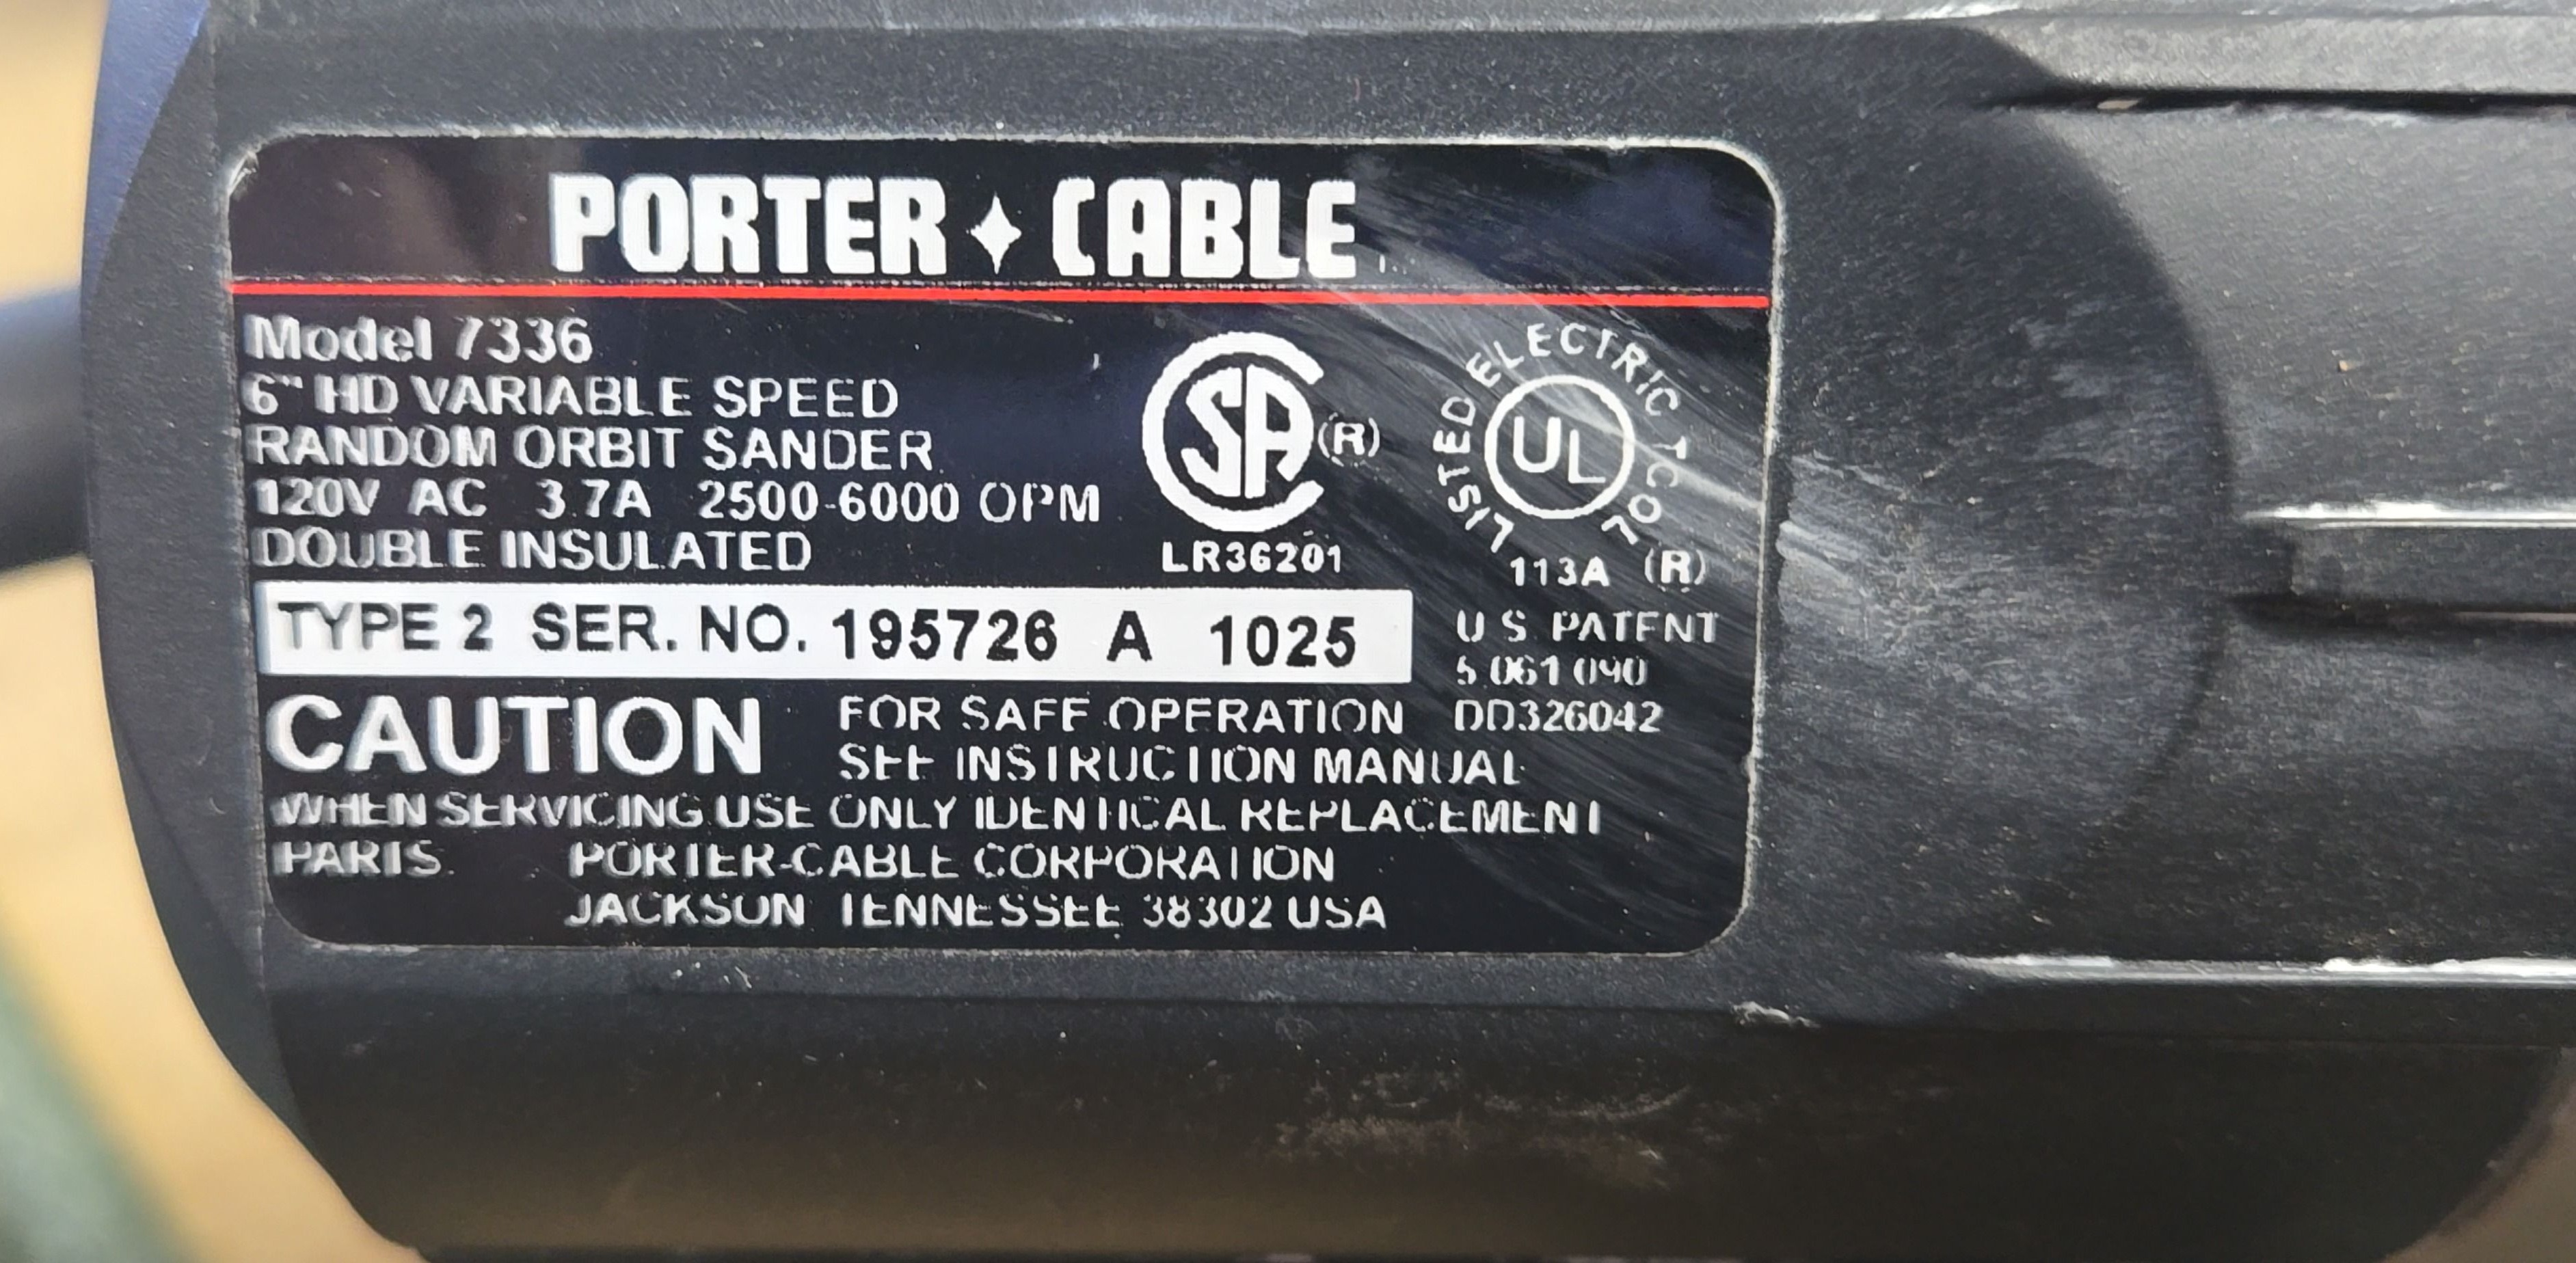 PORTER CABLE
Model 7336
6" HD VARIABLE SPEED
RANDOM ORBIT SANDER
120V AC 3.7A 2500-6000 OPM
DOUBLE INSULATED
SA (R)
LR36201
LISTED ELECTRIC TOOL
UL
113A (R)
TYPE 2 SER. NO. 195726 A 1025
U S PATENT
5 061 090
DD326042
CAUTION FOR SAFE OPERATION
SEE INSTRUCTION MANUAL
WHEN SERVICING USE ONLY IDENTICAL REPLACEMENT
PARTS. PORTER-CABLE CORPORATION
JACKSON TENNESSEE 38302 USA